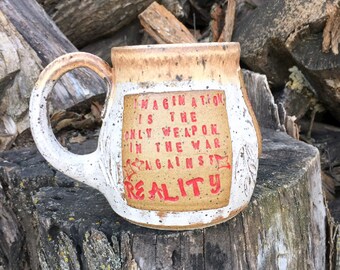 IMAGINATION
IS THE
ONLY WEAPON
IN THE WAR
AGAINST
REALITY